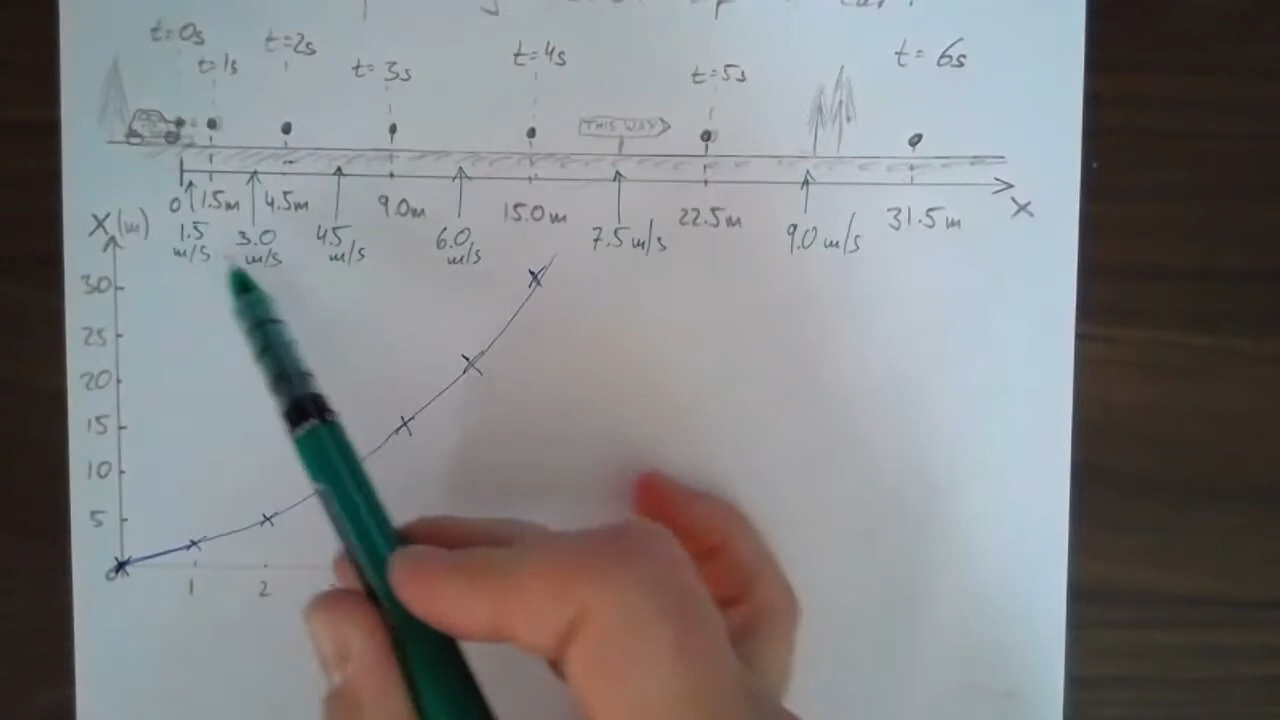 t=0s t=1s t=2s t=3s t=4s t=5s t=6s
THIS WAY
0 1.5m 4.5m 9.0m 15.0m 22.5m 31.5m X
1.5 m/s 3.0 m/s 4.5 m/s 6.0 m/s 7.5 m/s 9.0 m/s
X (m)
30
25
20
15
10
5
0
1 2